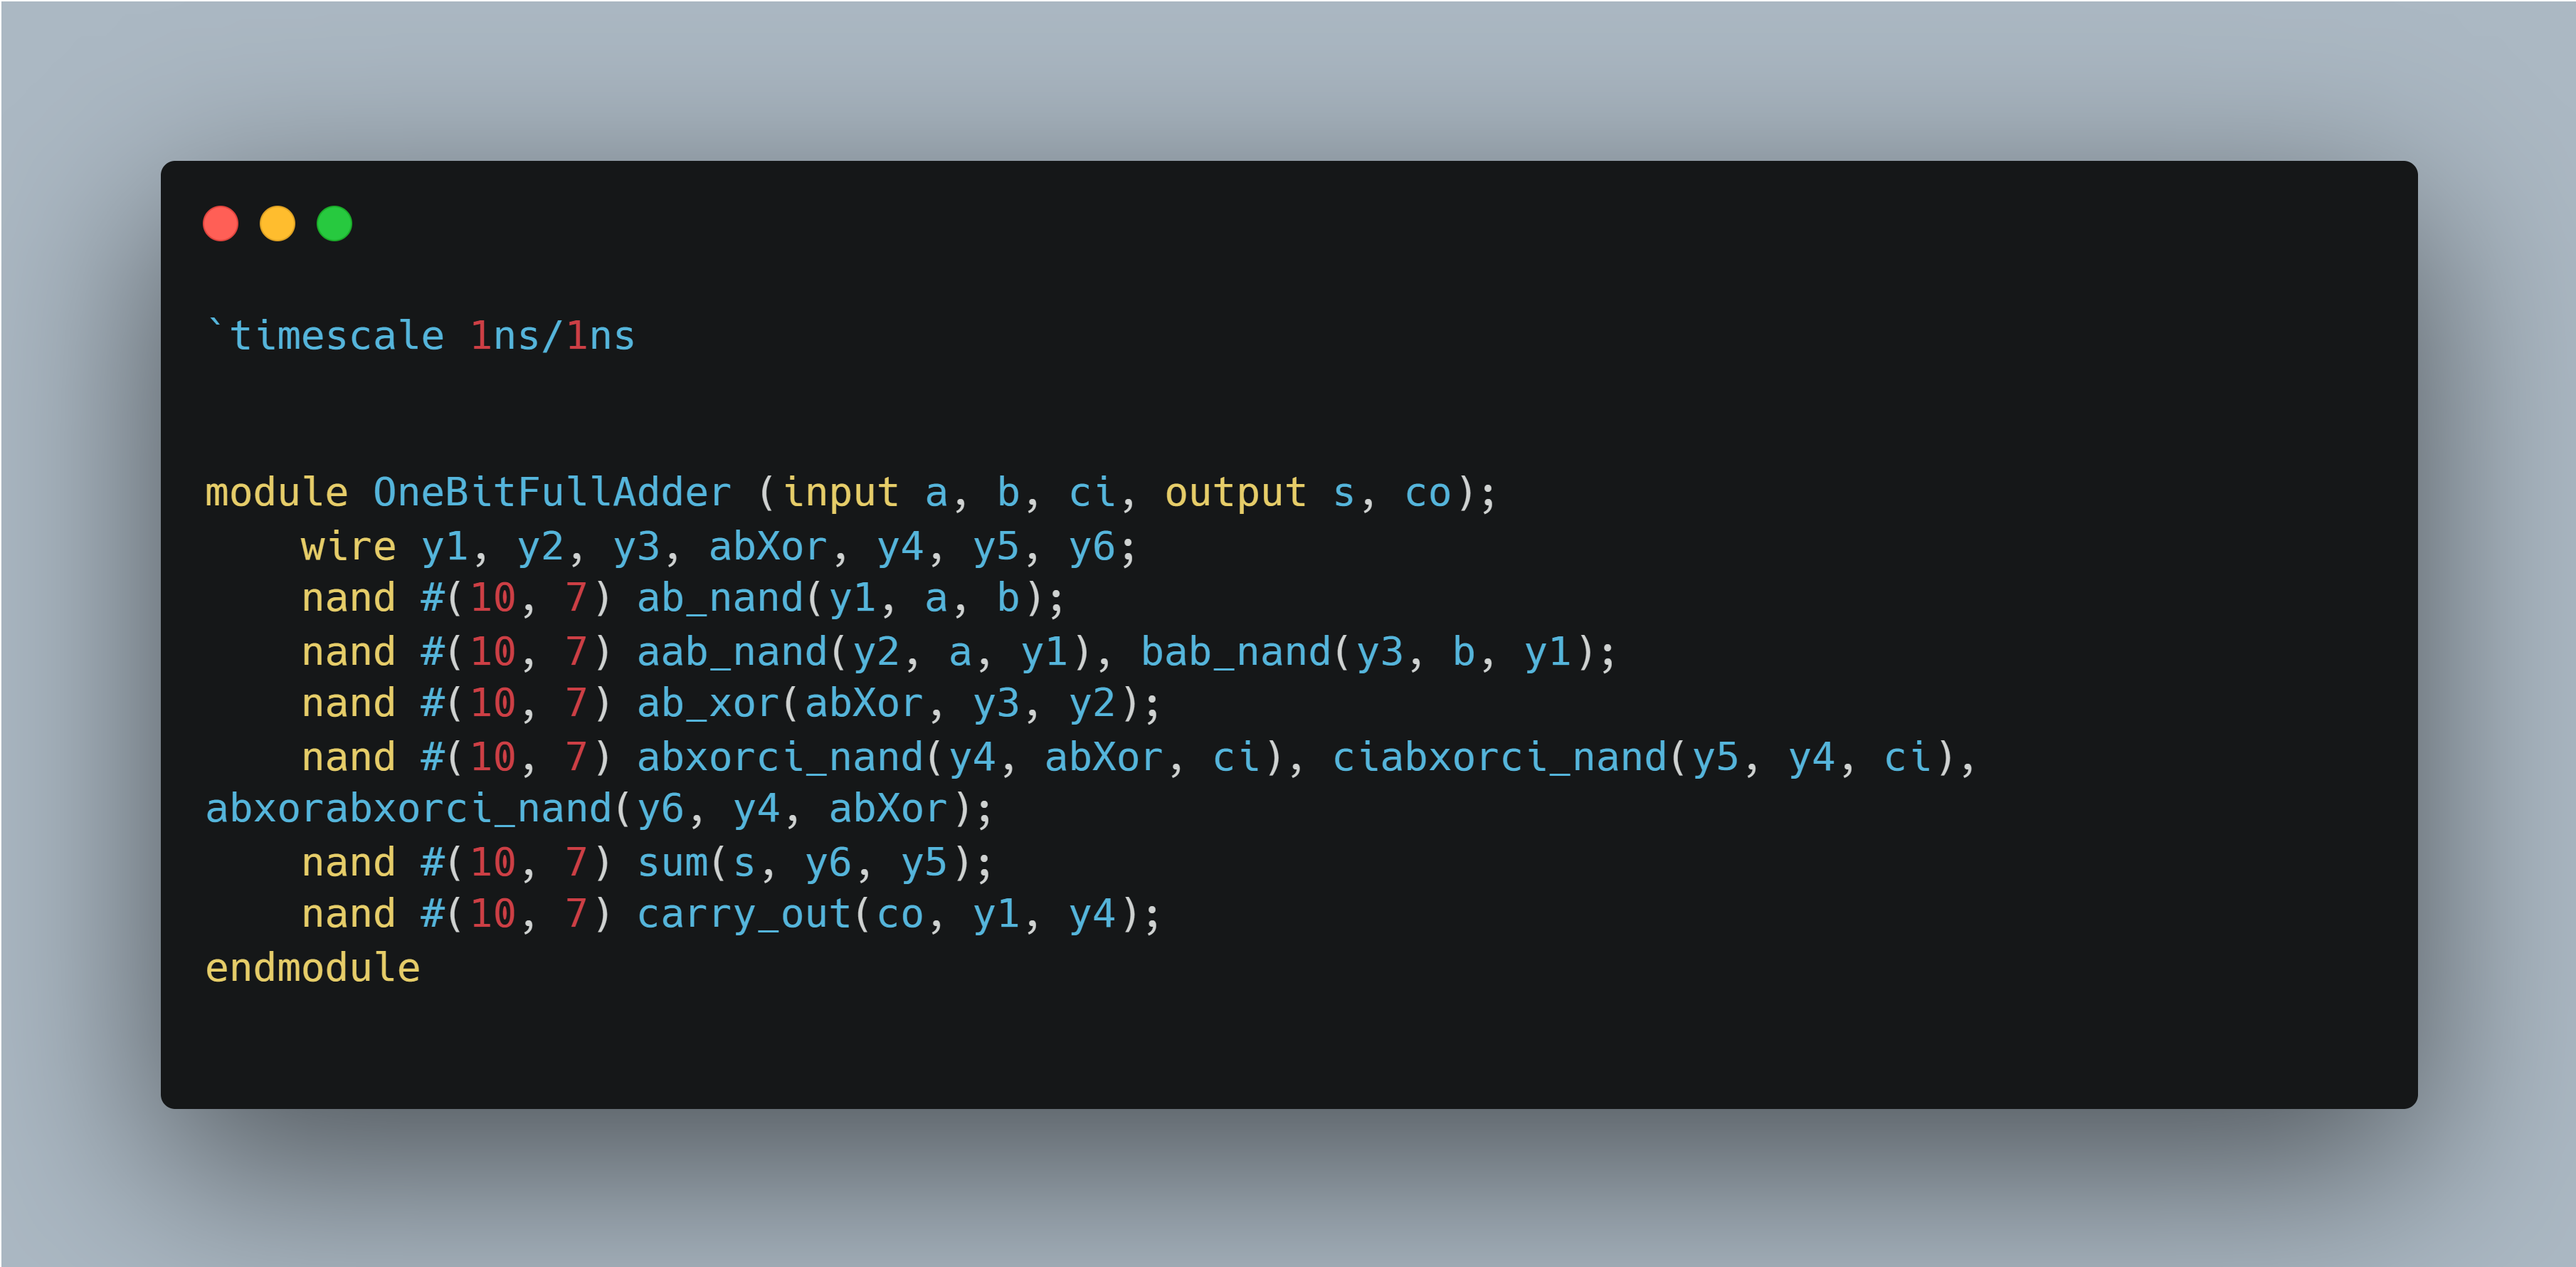 `timescale 1ns/1ns
module OneBitFullAdder (input a, b, ci, output s, co);
    wire y1, y2, y3, abXor, y4, y5, y6;
    nand #(10, 7) ab_nand(y1, a, b);
    nand #(10, 7) aab_nand(y2, a, y1), bab_nand(y3, b, y1);
    nand #(10, 7) ab_xor(abXor, y3, y2);
    nand #(10, 7) abxorci_nand(y4, abXor, ci), ciabxorci_nand(y5, y4, ci),
abxorabxorci_nand(y6, y4, abXor);
    nand #(10, 7) sum(s, y6, y5);
    nand #(10, 7) carry_out(co, y1, y4);
endmodule